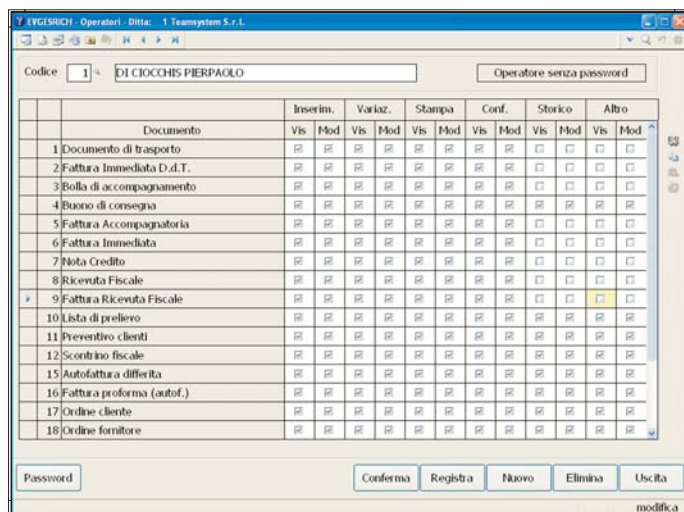 EVGESRICH - Operatori - Ditta: 1 Teamsystem S.r.l.
Codice 1 DI CIOCCHIS PIERPAOLO Operatore senza password
Inserim. Variaz. Stampa Conf. Storico Altro
Documento Vis Mod Vis Mod Vis Mod Vis Mod Vis Mod Vis Mod
1 Documento di trasporto
2 Fattura Immediata D.d.T.
3 Bolla di accompagnamento
4 Buono di consegna
5 Fattura Accompagnatoria
6 Fattura Immediata
7 Nota Credito
8 Ricevuta Fiscale
9 Fattura Ricevuta Fiscale
10 Lista di prelievo
11 Preventivo clienti
12 Scontrino fiscale
15 Autofattura differita
16 Fattura proforma (autof.)
17 Ordine cliente
18 Ordine fornitore
Password Conferma Registra Nuovo Elimina Uscita
modifica